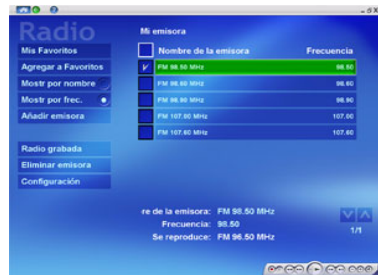 Radio
Mi emisora
Mis Favoritos
Nombre de la emisora Frecuencia
Agregar a Favoritos
FM 98.50 MHz 98.50
Mostr por nombre
FM 98.60 MHz 98.60
Mostr por frec.
FM 98.90 MHz 98.90
Añadir emisora
FM 107.00 MHz 107.00
FM 107.60 MHz 107.60
Radio grabada
Eliminar emisora
Configuración
re de la emisora: FM 98.50 MHz
Frecuencia: 98.50
1/1
Se reproduce: FM 96.50 MHz